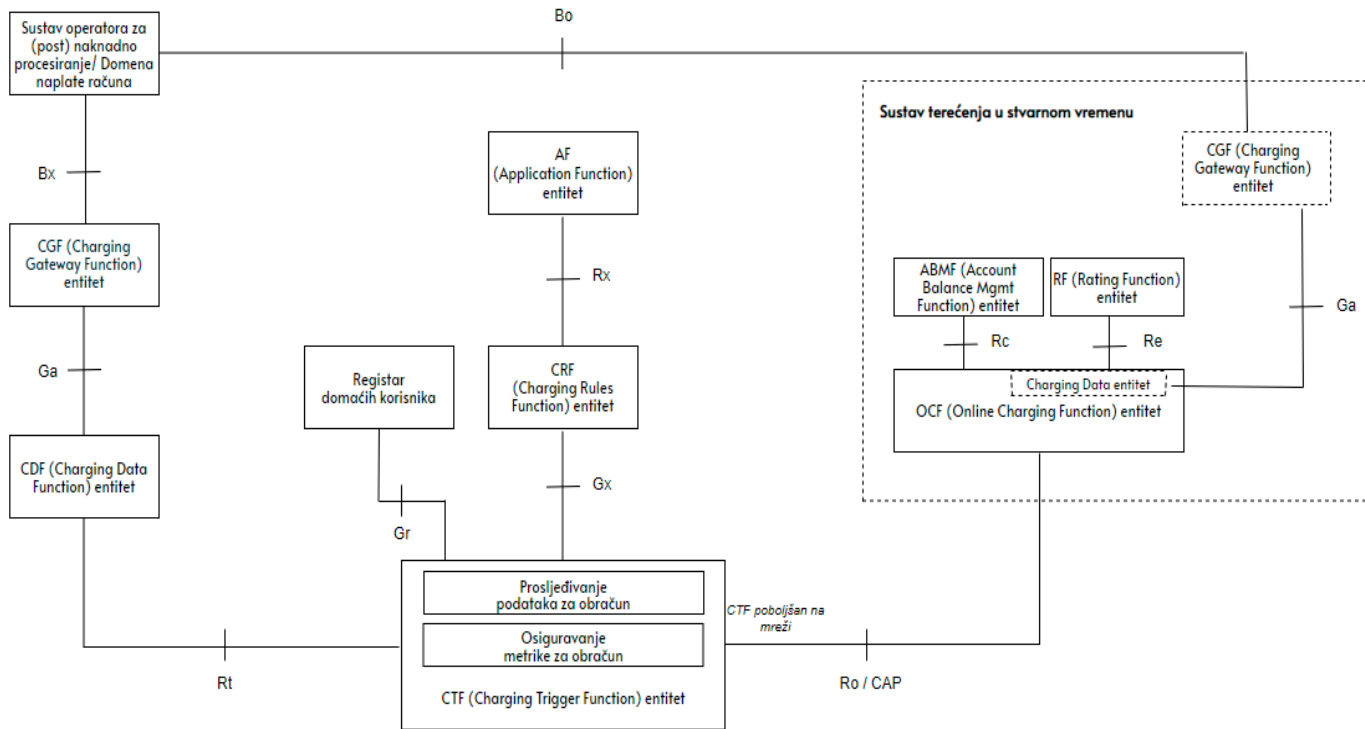 Bo
Sustav operatora za
(post) naknadno
procesiranje/ Domena
naplate računa
Sustav terećenja u stvarnom vremenu
AF
(Application Function)
entitet
CGF (Charging
Gateway Function)
entitet
Bx
CGF (Charging
Gateway Function)
entitet
Rx
ABMF (Account
Balance Mgmt
Function) entitet
RF (Rating Function)
entitet
Ga
Rc
Re
Ga
Registar
domaćih korisnika
CRF
(Charging Rules
Function) entitet
Charging Data entitet
OCF (Online Charging Function) entitet
CDF (Charging Data
Function) entitet
Gx
Gr
Prosljeđivanje
podataka za obračun
CTF poboljšan na
mreži
Osiguravanje
metrike za obračun
Rt
Ro / CAP
CTF (Charging Trigger Function) entitet